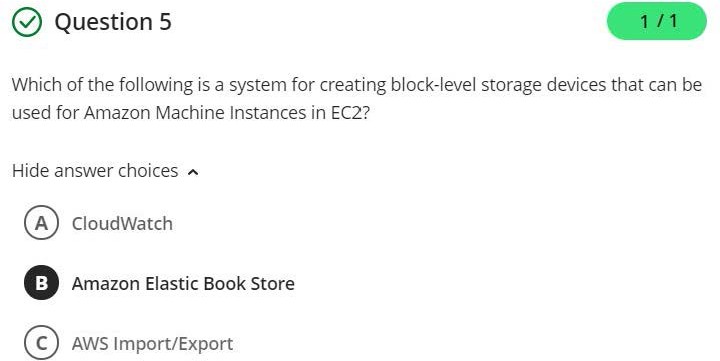 Question 5
1 / 1
Which of the following is a system for creating block-level storage devices that can be
used for Amazon Machine Instances in EC2?
Hide answer choices
A CloudWatch
B Amazon Elastic Book Store
C AWS Import/Export